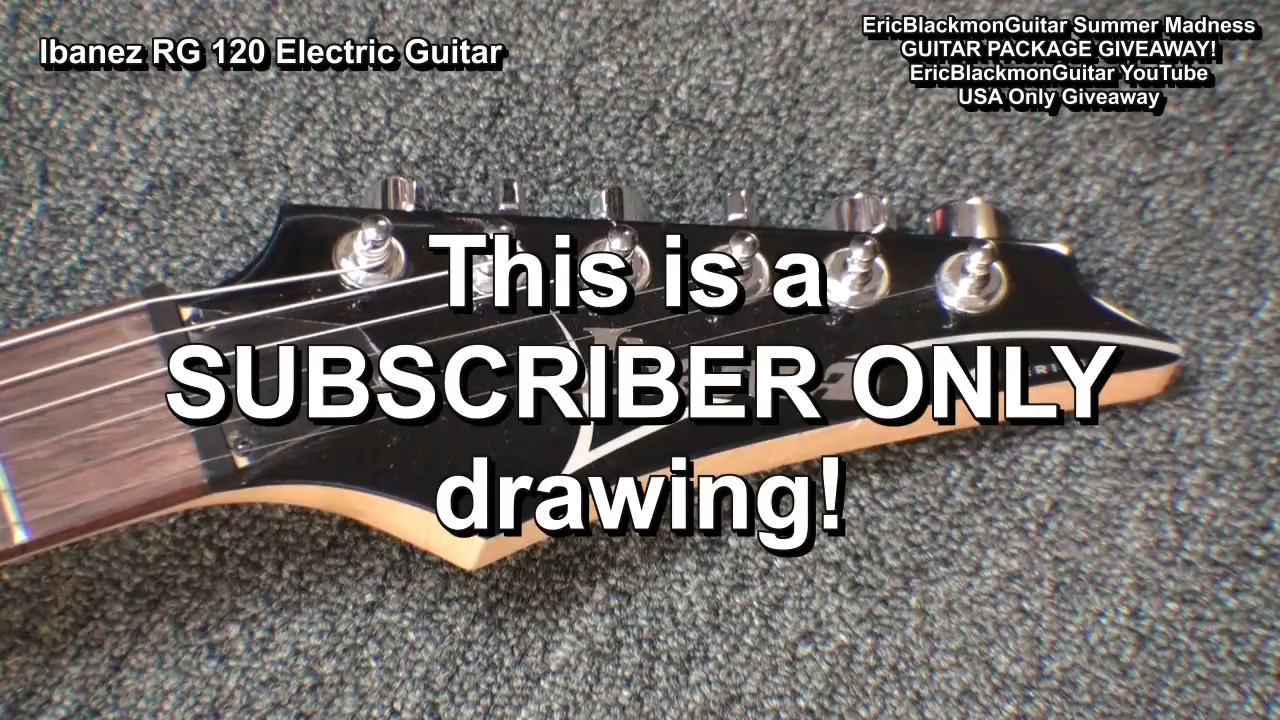 Ibanez RG 120 Electric Guitar
EricBlackmonGuitar Summer Madness
GUITAR PACKAGE GIVEAWAY!
EricBlackmonGuitar YouTube
USA Only Giveaway
This is a
SUBSCRIBER ONLY
drawing!